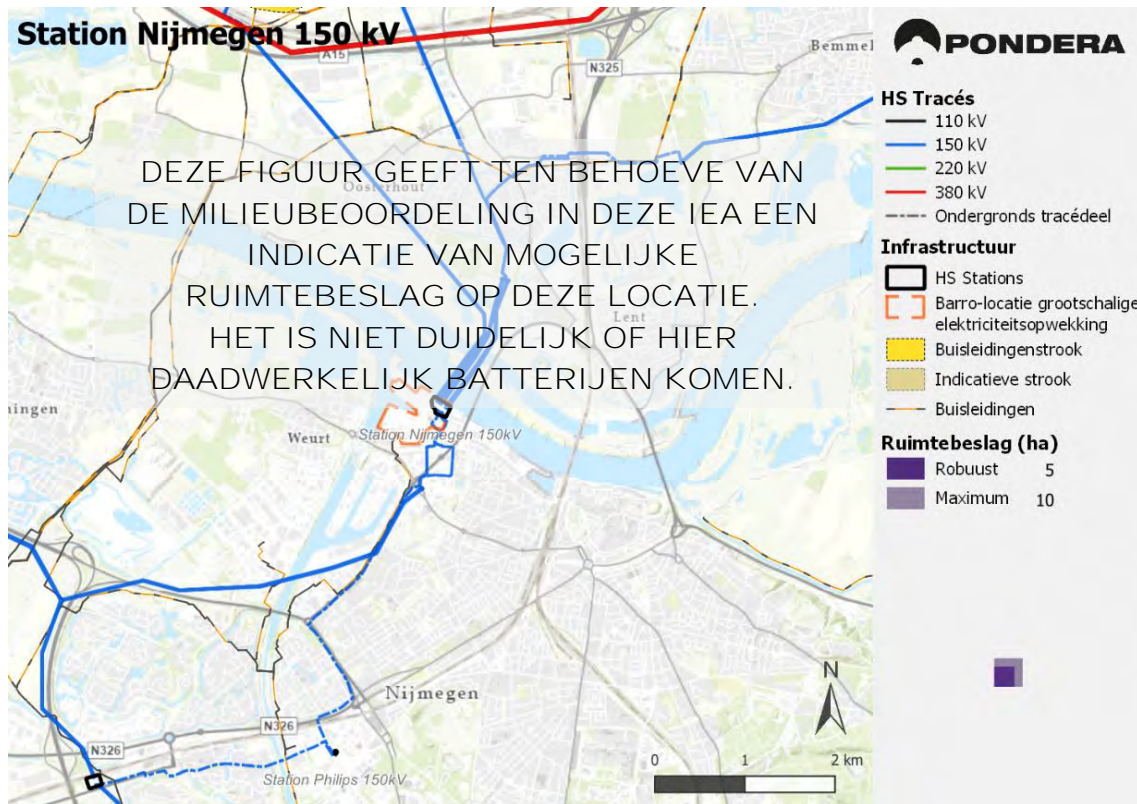 Station Nijmegen 150 kV
A15
N325
Bemmel
Oosterhout
DEZE FIGUUR GEEFT TEN BEHOEVE VAN
DE MILIEUBEOORDELING IN DEZE IEA EEN
INDICATIE VAN MOGELIJKE
RUIMTEBESLAG OP DEZE LOCATIE.
HET IS NIET DUIDELIJK OF HIER
DAADWERKELIJK BATTERIJEN KOMEN.
Lent
ningen
Weurt
Station Nijmegen 150kV
Nijmegen
N326
N326
Station Philips 150kV
N
0 1 2 km
PONDERA
HS Tracés
110 kV
150 kV
220 kV
380 kV
Ondergronds tracédeel
Infrastructuur
HS Stations
Barro-locatie grootschalige
elektriciteitsopwekking
Buisleidingenstrook
Indicatieve strook
Buisleidingen
Ruimtebeslag (ha)
Robuust 5
Maximum 10